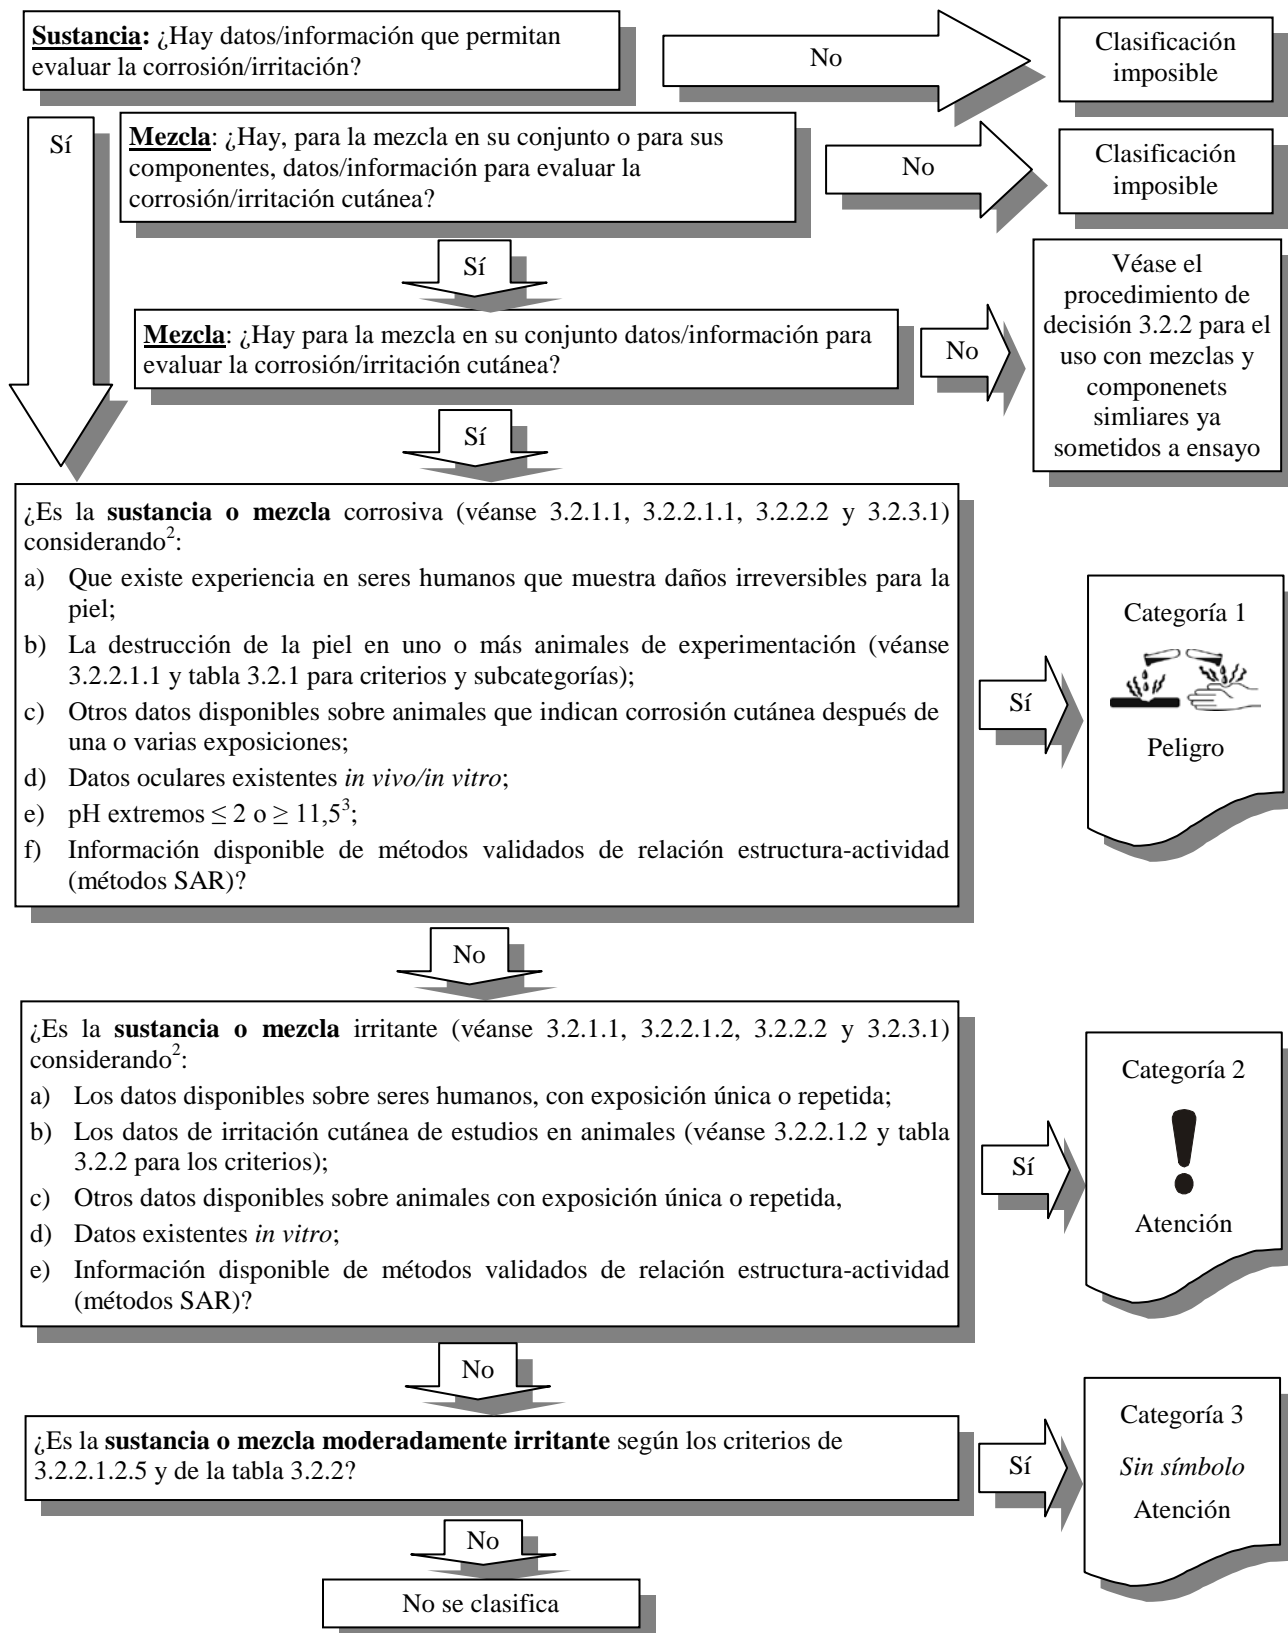 Sustancia: ¿Hay datos/información que permitan
evaluar la corrosión/irritación?
No
Clasificación
imposible
Sí
Mezcla: ¿Hay, para la mezcla en su conjunto o para sus
componentes, datos/información para evaluar la
corrosión/irritación cutánea?
No
Clasificación
imposible
Sí
Mezcla: ¿Hay para la mezcla en su conjunto datos/información para
evaluar la corrosión/irritación cutánea?
No
Véase el
procedimiento de
decisión 3.2.2 para el
uso con mezclas y
componenets
simliares ya
sometidos a ensayo
Sí
¿Es la sustancia o mezcla corrosiva (véanse 3.2.1.1, 3.2.2.1.1, 3.2.2.2 y 3.2.3.1)
considerando²:
a) Que existe experiencia en seres humanos que muestra daños irreversibles para la
piel;
b) La destrucción de la piel en uno o más animales de experimentación (véanse
3.2.2.1.1 y tabla 3.2.1 para criterios y subcategorías);
c) Otros datos disponibles sobre animales que indican corrosión cutánea después de
una o varias exposiciones;
d) Datos oculares existentes in vivo/in vitro;
e) pH extremos ≤ 2 o ≥ 11,5³;
f) Información disponible de métodos validados de relación estructura-actividad
(métodos SAR)?
Sí
Categoría 1
Peligro
No
¿Es la sustancia o mezcla irritante (véanse 3.2.1.1, 3.2.2.1.2, 3.2.2.2 y 3.2.3.1)
considerando²:
a) Los datos disponibles sobre seres humanos, con exposición única o repetida;
b) Los datos de irritación cutánea de estudios en animales (véanse 3.2.2.1.2 y tabla
3.2.2 para los criterios);
c) Otros datos disponibles sobre animales con exposición única o repetida,
d) Datos existentes in vitro;
e) Información disponible de métodos validados de relación estructura-actividad
(métodos SAR)?
Sí
Categoría 2
Atención
No
¿Es la sustancia o mezcla moderadamente irritante según los criterios de
3.2.2.1.2.5 y de la tabla 3.2.2?
Sí
Categoría 3
Sin símbolo
Atención
No
No se clasifica